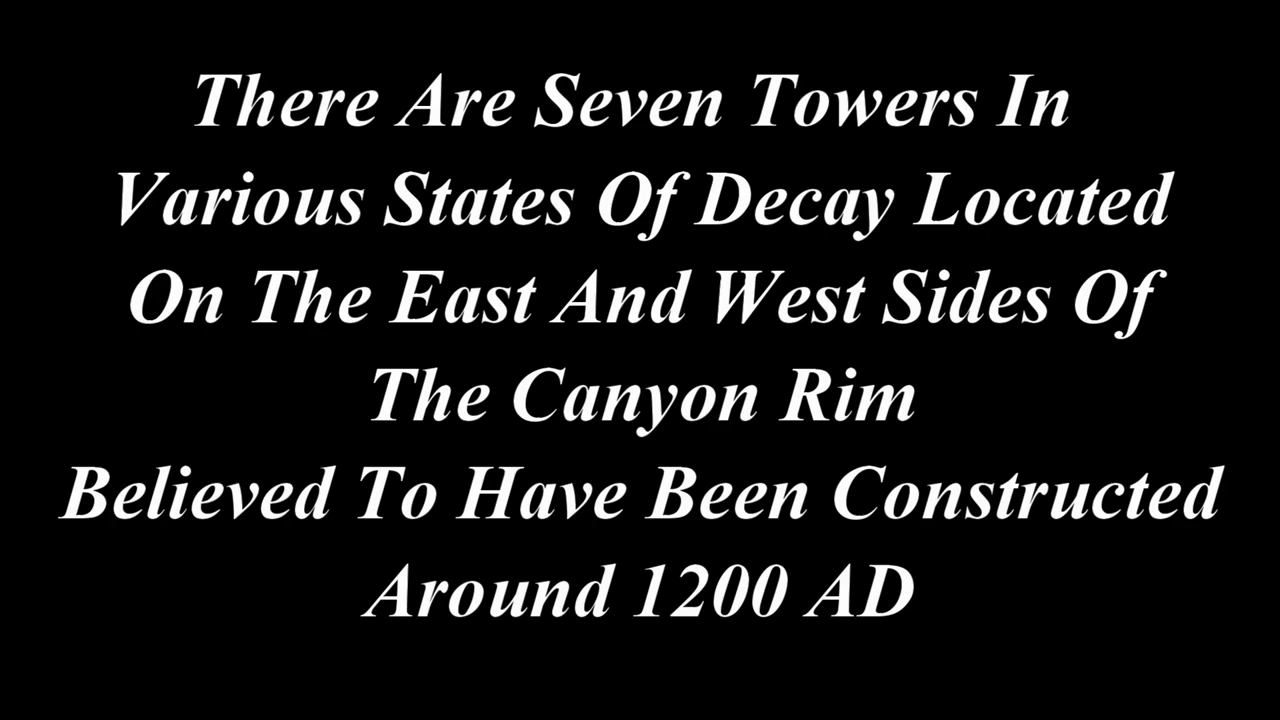 There Are Seven Towers In
Various States Of Decay Located
On The East And West Sides Of
The Canyon Rim
Believed To Have Been Constructed
Around 1200 AD